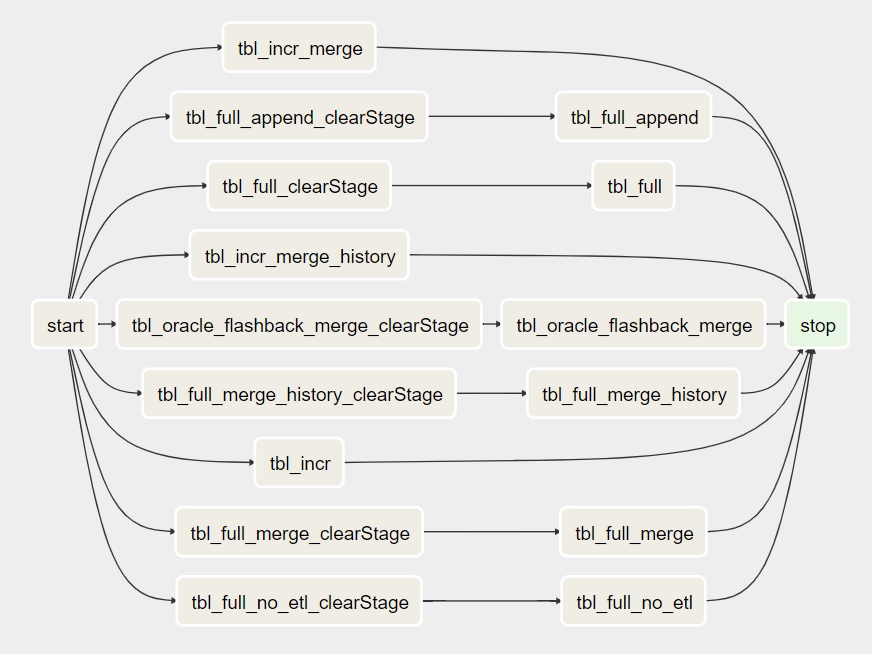 tbl_incr_merge
tbl_full_append_clearStage tbl_full_append
tbl_full_clearStage tbl_full
tbl_incr_merge_history
start tbl_oracle_flashback_merge_clearStage tbl_oracle_flashback_merge stop
tbl_full_merge_history_clearStage tbl_full_merge_history
tbl_incr
tbl_full_merge_clearStage tbl_full_merge
tbl_full_no_etl_clearStage tbl_full_no_etl